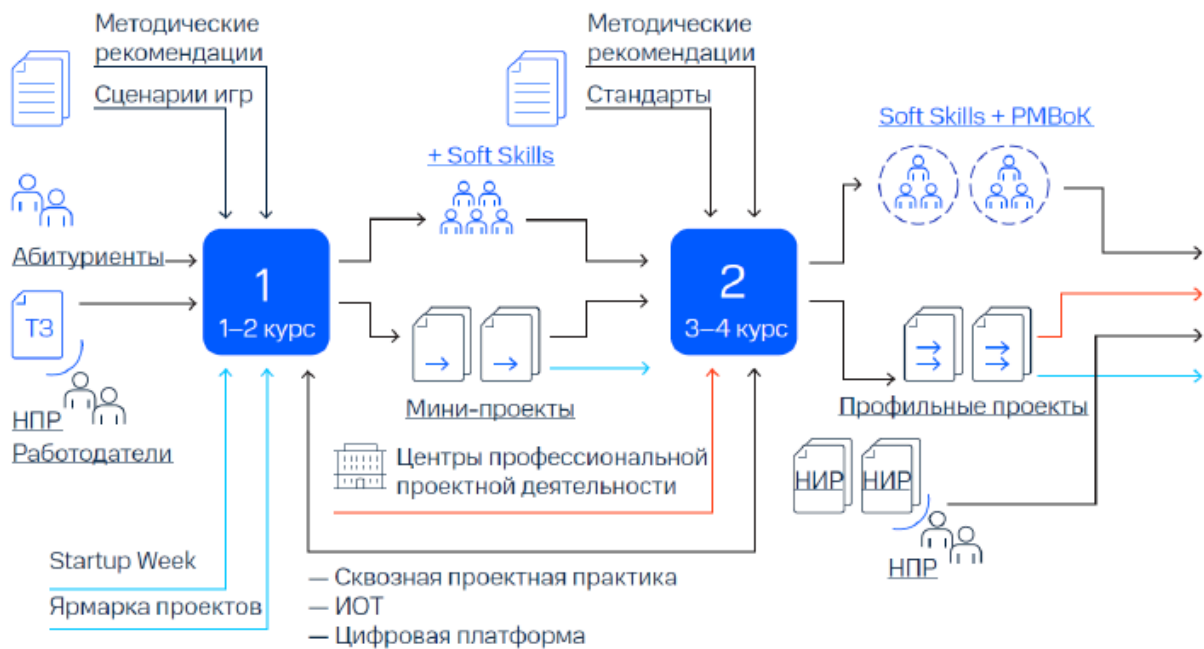 Методические
рекомендации
Сценарии игр
Методические
рекомендации
Стандарты
+ Soft Skills
Soft Skills + PMBoK
Абитуриенты
ТЗ
НПР
Работодатели
1
1–2 курс
2
3–4 курс
Мини-проекты
Профильные проекты
Центры профессиональной
проектной деятельности
НИР
НИР
НПР
Startup Week
Ярмарка проектов
— Сквозная проектная практика
— ИОТ
— Цифровая платформа